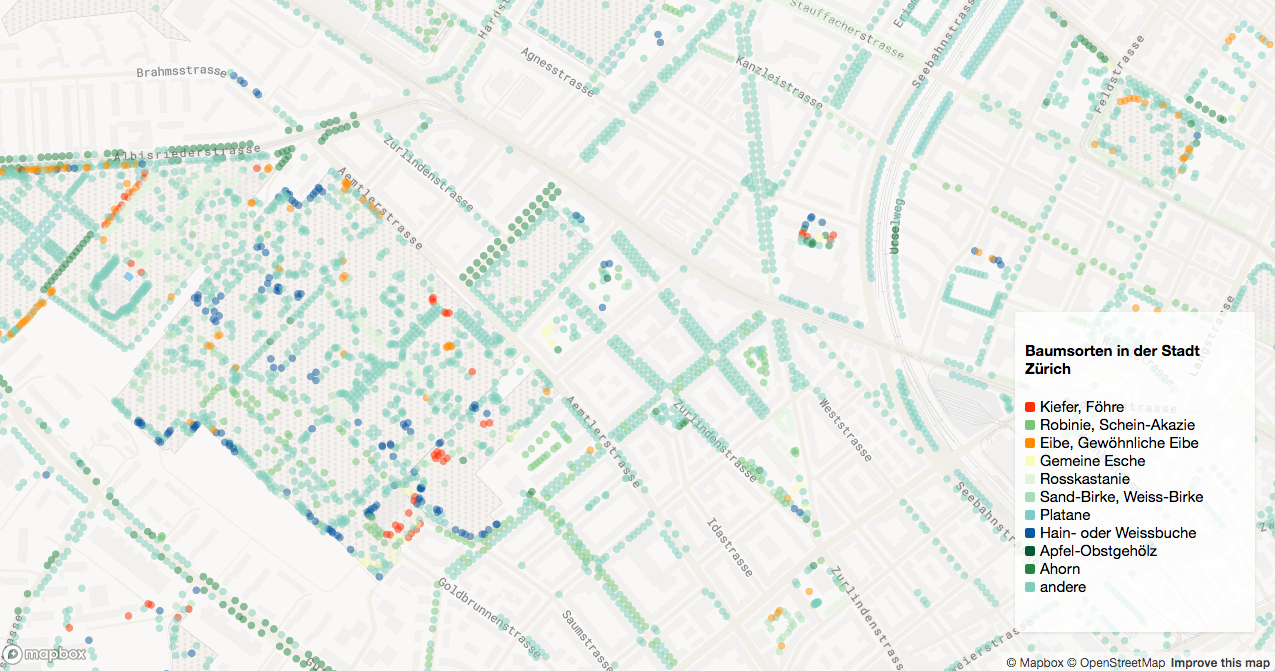 Stauffacherstrasse
Seebahnstrasse
Agnesstrasse
Kanzleistrasse
Feldstrasse
Brahmsstrasse
Albisriederstrasse
Zurlindenstrasse
Aemtlerstrasse
Urselweg
Aemtlerstrasse
Zurlindenstrasse
Weststrasse
Idastrasse
Zurlindenstrasse
Goldbrunnenstrasse
Baumsorten in der Stadt
Zürich
Kiefer, Föhre
Robinie, Schein-Akazie
Eibe, Gewöhnliche Eibe
Gemeine Esche
Rosskastanie
Sand-Birke, Weiss-Birke
Platane
Hain- oder Weissbuche
Apfel-Obstgehölz
Ahorn
andere
mapbox
© Mapbox © OpenStreetMap Improve this map